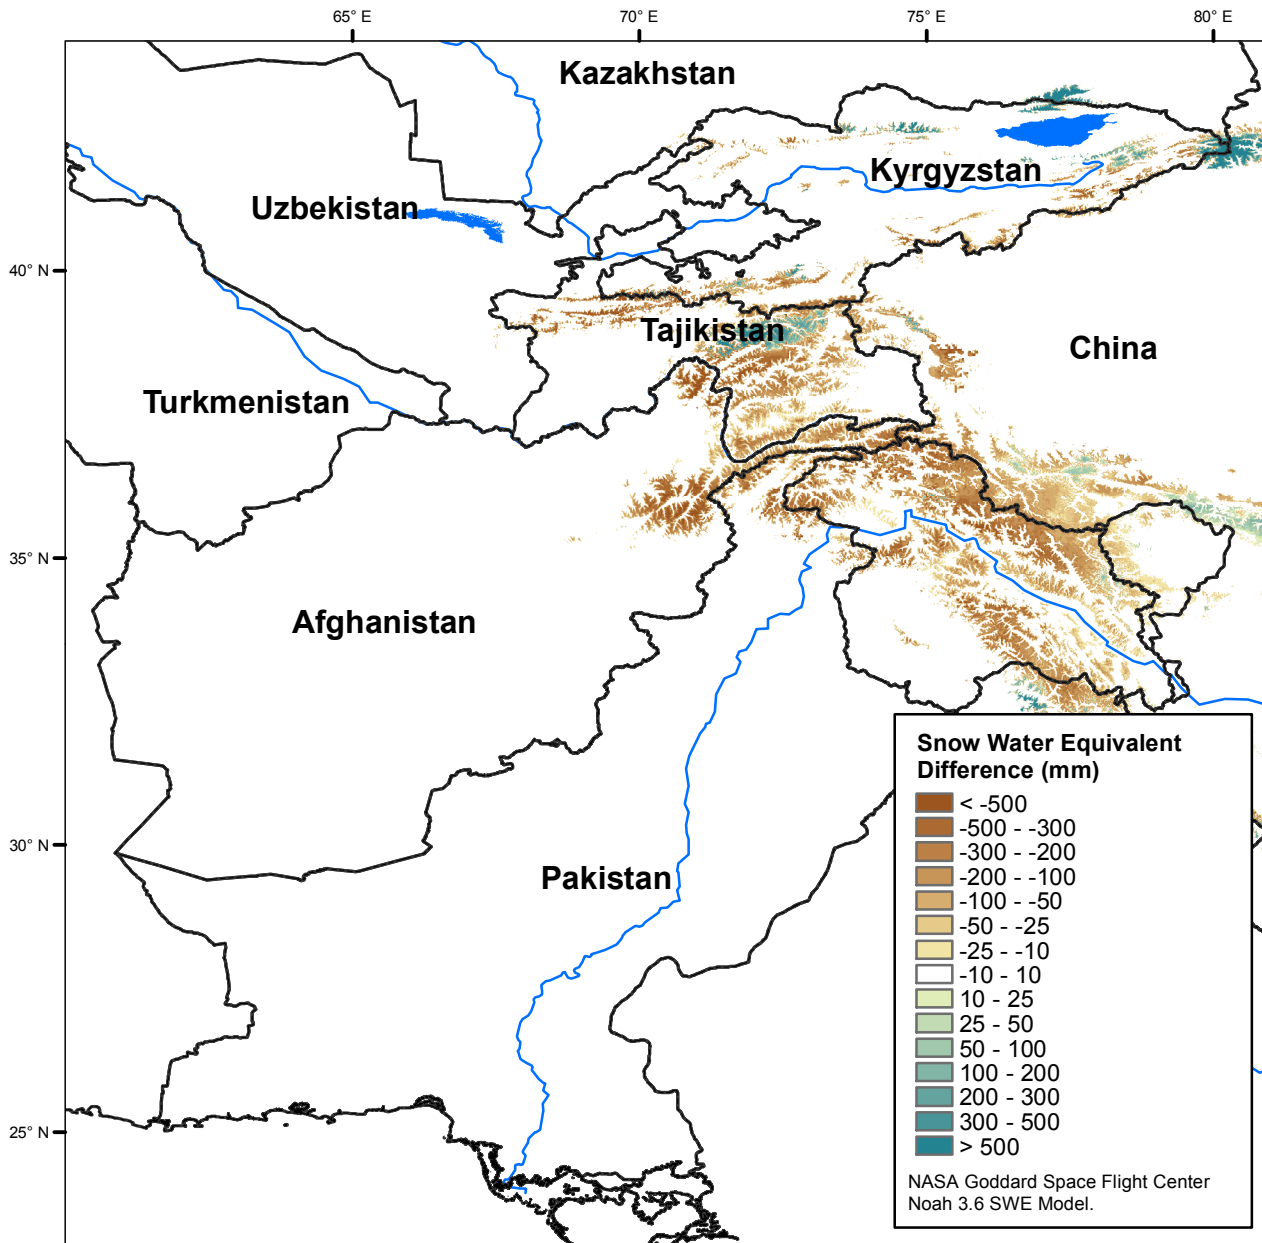 65° E
70° E
75° E
80° E
Kazakhstan
Kyrgyzstan
Uzbekistan
40° N
Tajikistan
China
Turkmenistan
35° N
Afghanistan
30° N
Pakistan
25° N
Snow Water Equivalent
Difference (mm)
< -500
-500 - -300
-300 - -200
-200 - -100
-100 - -50
-50 - -25
-25 - -10
-10 - 10
10 - 25
25 - 50
50 - 100
100 - 200
200 - 300
300 - 500
> 500
NASA Goddard Space Flight Center
Noah 3.6 SWE Model.